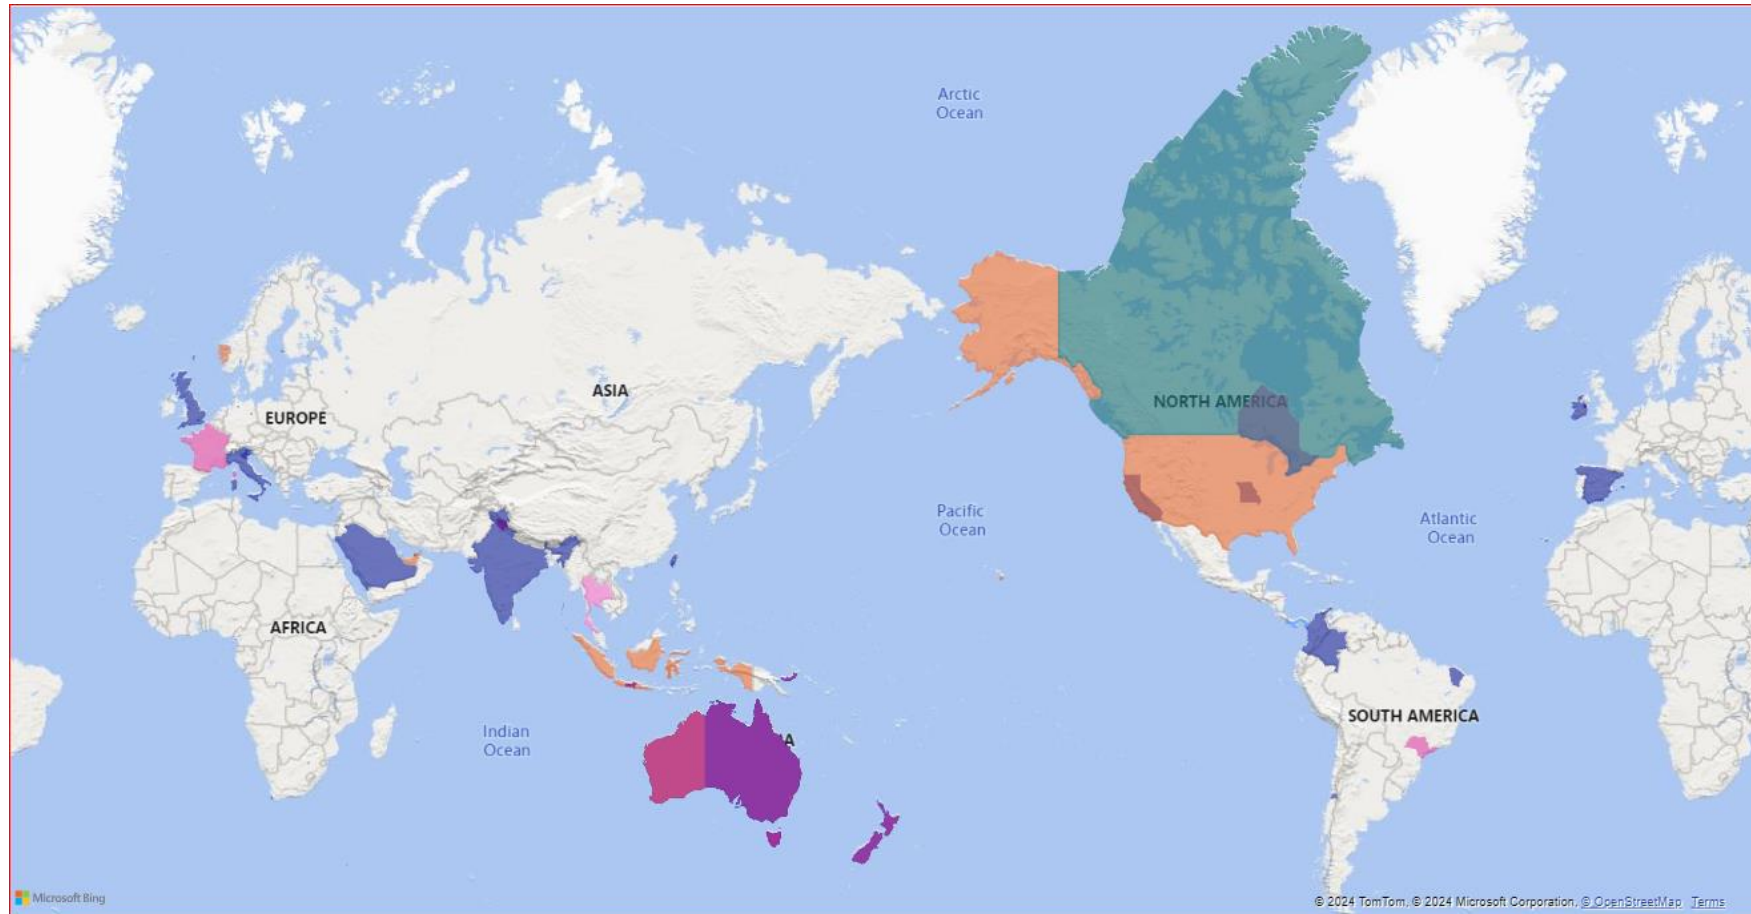 Arctic
Ocean
ASIA
NORTH AMERICA
EUROPE
Pacific
Ocean
Atlantic
Ocean
AFRICA
SOUTH AMERICA
Indian
Ocean
IA
Microsoft Bing
© 2024 TomTom, © 2024 Microsoft Corporation, © OpenStreetMap Terms